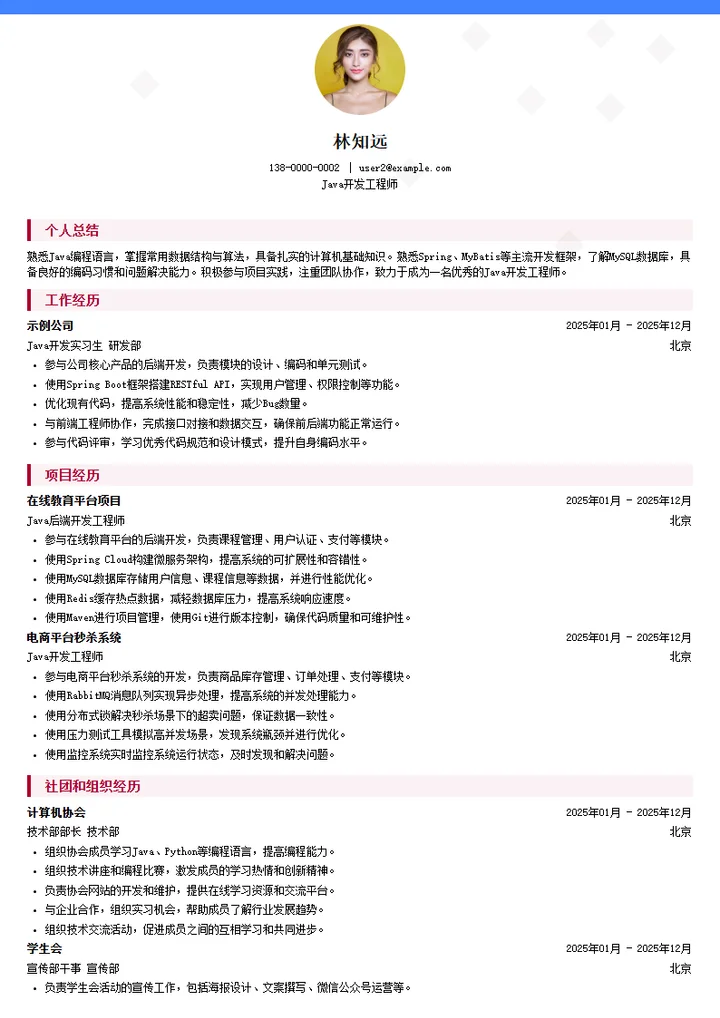 林知远
138-0000-0002 | user2@example.com
Java开发工程师
个人总结
熟悉Java编程语言，掌握常用数据结构与算法，具备扎实的计算机基础知识。熟悉Spring、MyBatis等主流开发框架，了解MySQL数据库，具
备良好的编码习惯和问题解决能力。积极参与项目实践，注重团队协作，致力于成为一名优秀的Java开发工程师。
工作经历
示例公司 2025年01月 - 2025年12月
Java开发实习生 研发部 北京
• 参与公司核心产品的后端开发，负责模块的设计、编码和单元测试。
• 使用Spring Boot框架搭建RESTful API，实现用户管理、权限控制等功能。
• 优化现有代码，提高系统性能和稳定性，减少Bug数量。
• 与前端工程师协作，完成接口对接和数据交互，确保前后端功能正常运行。
• 参与代码评审，学习优秀代码规范和设计模式，提升自身编码水平。
项目经历
在线教育平台项目 2025年01月 - 2025年12月
Java后端开发工程师 北京
• 参与在线教育平台的后端开发，负责课程管理、用户认证、支付等模块。
• 使用Spring Cloud构建微服务架构，提高系统的可扩展性和容错性。
• 使用MySQL数据库存储用户信息、课程信息等数据，并进行性能优化。
• 使用Redis缓存热点数据，减轻数据库压力，提高系统响应速度。
• 使用Maven进行项目管理，使用Git进行版本控制，确保代码质量和可维护性。
电商平台秒杀系统 2025年01月 - 2025年12月
Java开发工程师 北京
• 参与电商平台秒杀系统的开发，负责商品库存管理、订单处理、支付等模块。
• 使用RabbitMQ消息队列实现异步处理，提高系统的并发处理能力。
• 使用分布式锁解决秒杀场景下的超卖问题，保证数据一致性。
• 使用压力测试工具模拟高并发场景，发现系统瓶颈并进行优化。
• 使用监控系统实时监控系统运行状态，及时发现和解决问题。
社团和组织经历
计算机协会 2025年01月 - 2025年12月
技术部部长 技术部 北京
• 组织协会成员学习Java、Python等编程语言，提高编程能力。
• 组织技术讲座和编程比赛，激发成员的学习热情和创新精神。
• 负责协会网站的开发和维护，提供在线学习资源和交流平台。
• 与企业合作，组织实习机会，帮助成员了解行业发展趋势。
• 组织技术交流活动，促进成员之间的互相学习和共同进步。
学生会 2025年01月 - 2025年12月
宣传部干事 宣传部 北京
• 负责学生会活动的宣传工作，包括海报设计、文案撰写、微信公众号运营等。